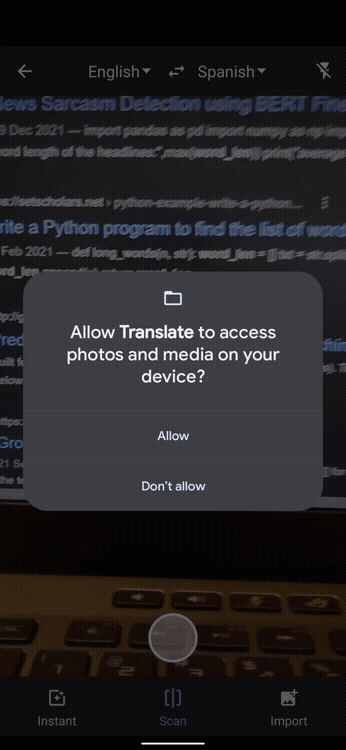 English
Spanish
News Sarcasm Detection using BERT Fine
9 Dec 2021 — import pandas as pd import numpy as np
word length of the headlines:",max(word_len)) print("average
://setscholars.net › python-example-write-a-python...
rite a Python program to find the list of word
Feb 2021 — def long_words(n, str): word_len = [] txt = str.split
Allow Translate to access
photos and media on your
device?
Allow
Don't allow
Instant
Scan
Import